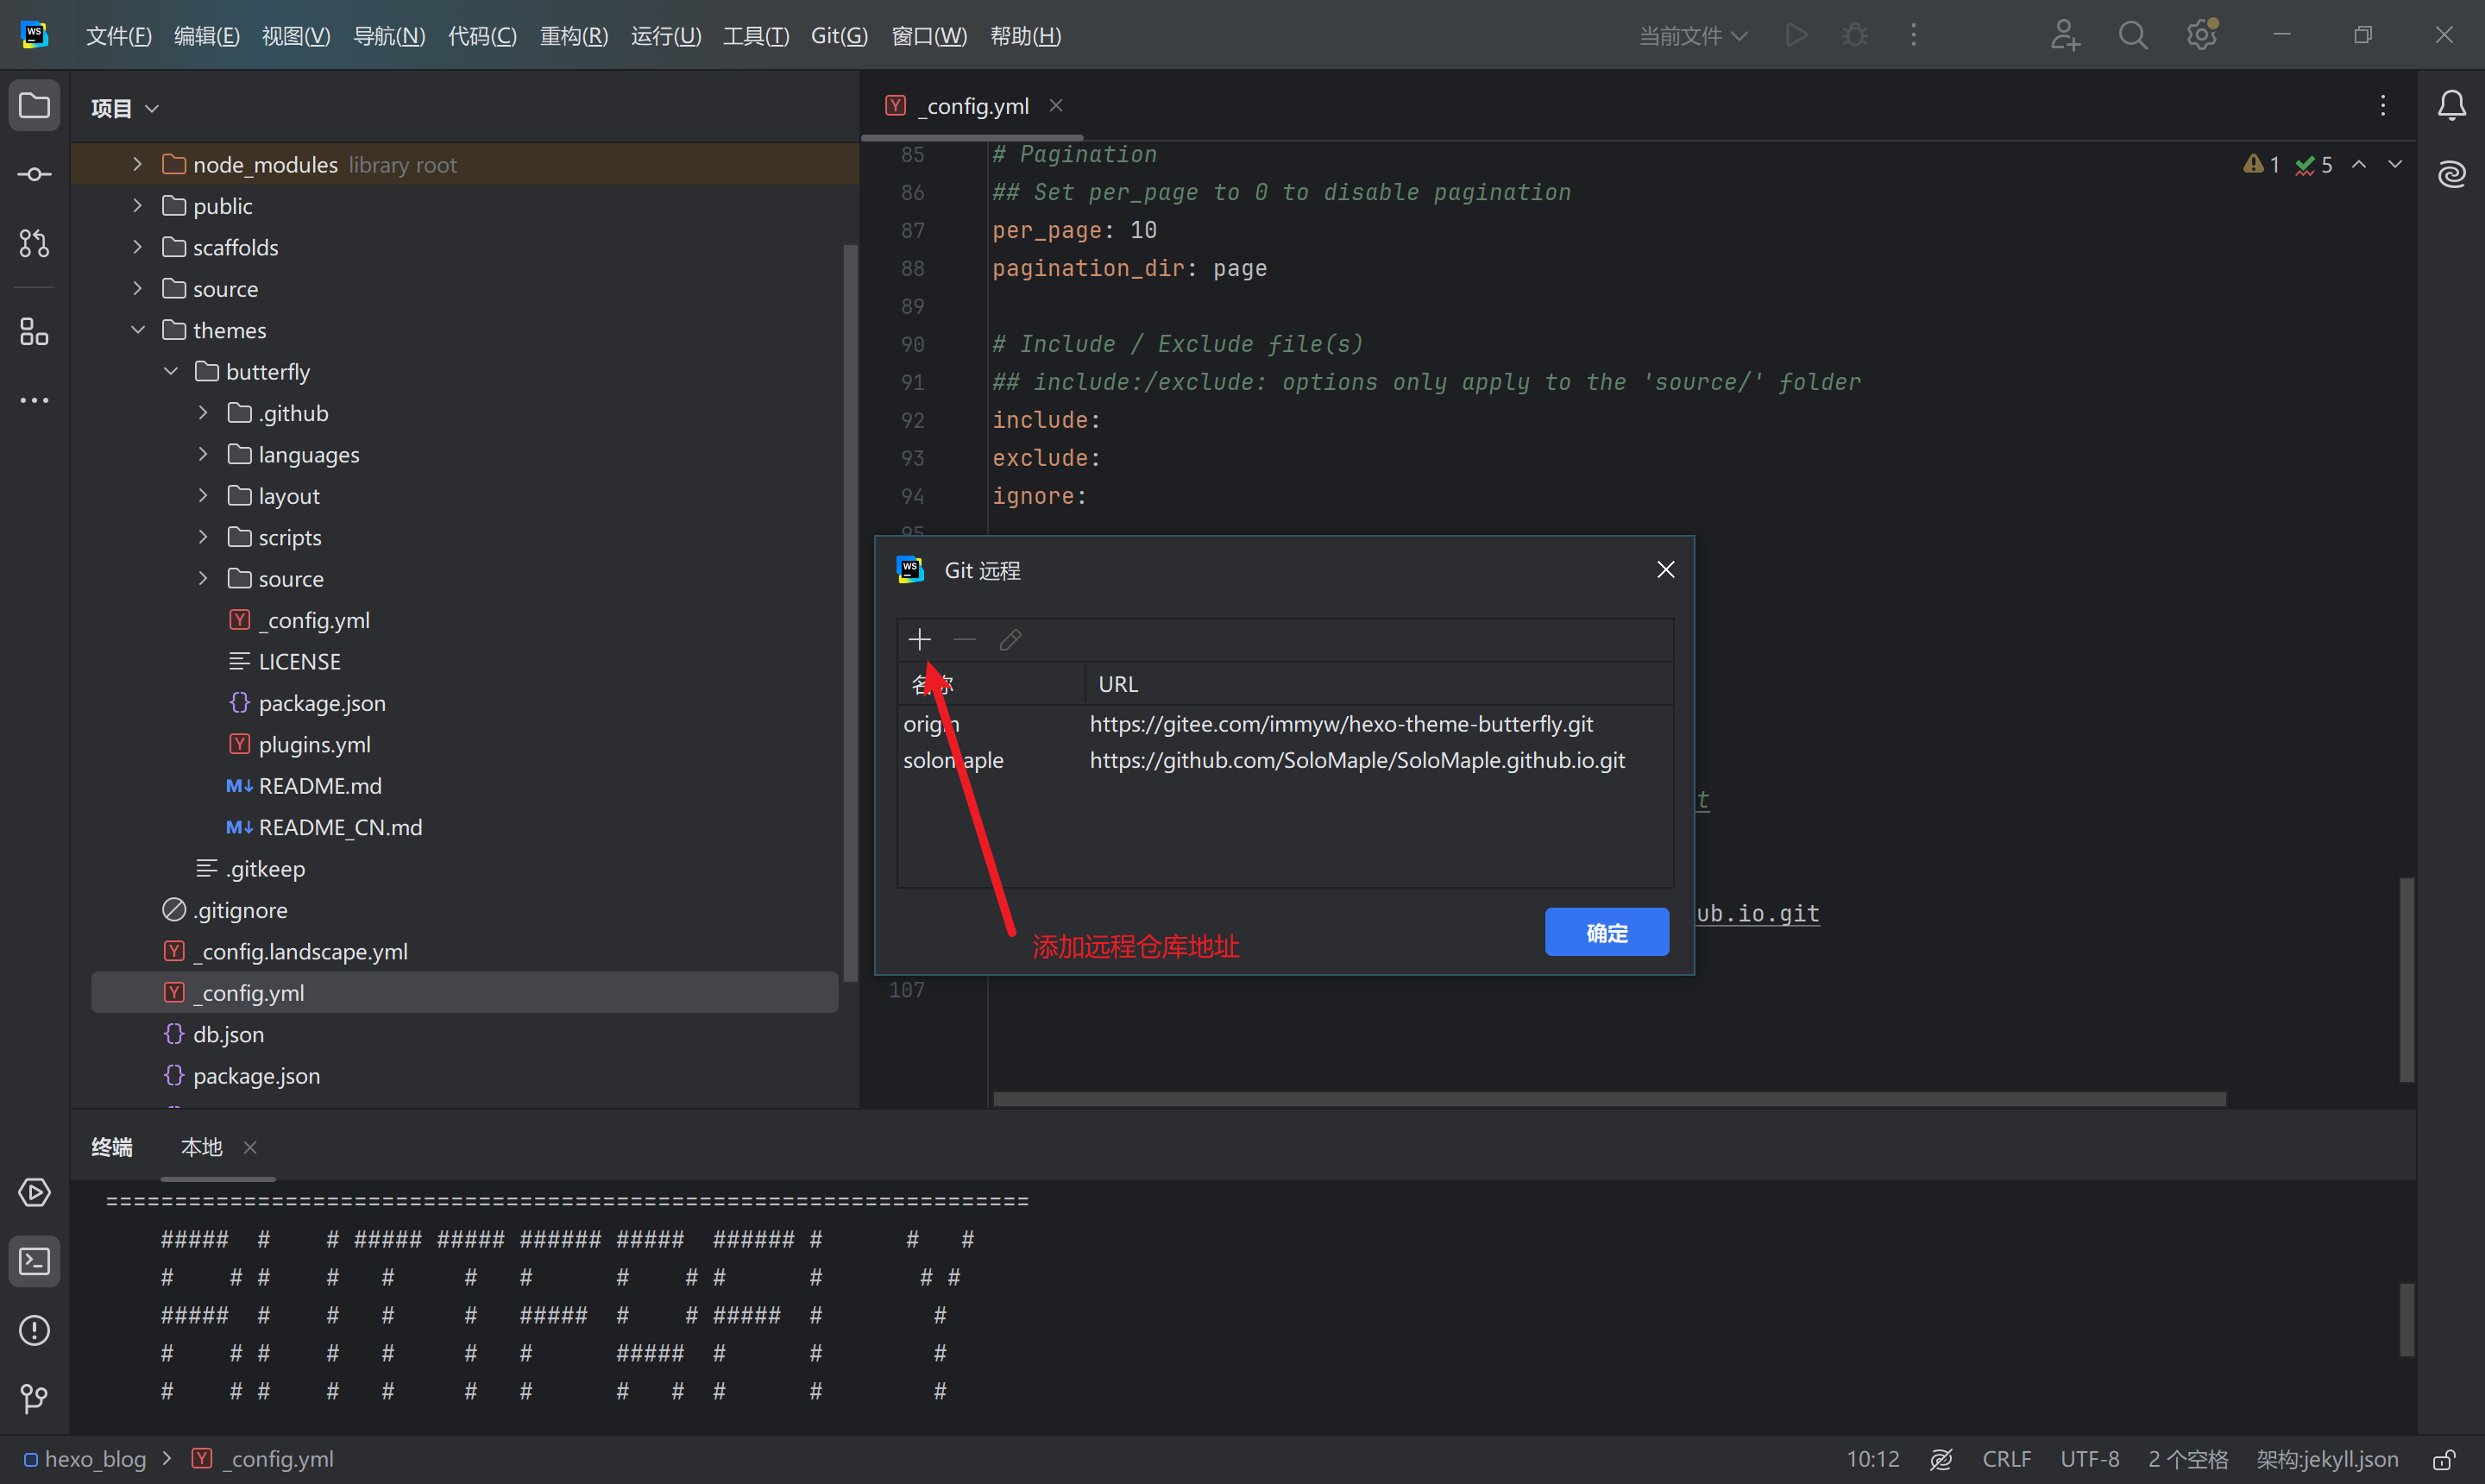 WS 文件(F) 编辑(E) 视图(V) 导航(N) 代码(C) 重构(R) 运行(U) 工具(T) Git(G) 窗口(W) 帮助(H) 当前文件
项目
node_modules library root
public
scaffolds
source
themes
butterfly
.github
languages
layout
scripts
source
_config.yml
LICENSE
package.json
plugins.yml
README.md
README_CN.md
.gitkeep
.gitignore
_config.landscape.yml
_config.yml
db.json
package.json
_config.yml
1 5
85 # Pagination
86 ## Set per_page to 0 to disable pagination
87 per_page: 10
88 pagination_dir: page
89
90 # Include / Exclude file(s)
91 ## include:/exclude: options only apply to the 'source/' folder
92 include:
93 exclude:
94 ignore:
95
t
ub.io.git
107
WS Git 远程
名称 URL
origin https://gitee.com/immyw/hexo-theme-butterfly.git
solomaple https://github.com/SoloMaple/SoloMaple.github.io.git
添加远程仓库地址
确定
终端 本地
===================================================================
##### # # ##### ##### ###### ##### ###### # # #
# # # # # # # # # # # # #
##### # # # # ##### # # ##### # #
# # # # # # # ##### # # #
# # # # # # # # # # # #
hexo_blog > _config.yml
10:12 CRLF UTF-8 2 个空格 架构:jekyll.json